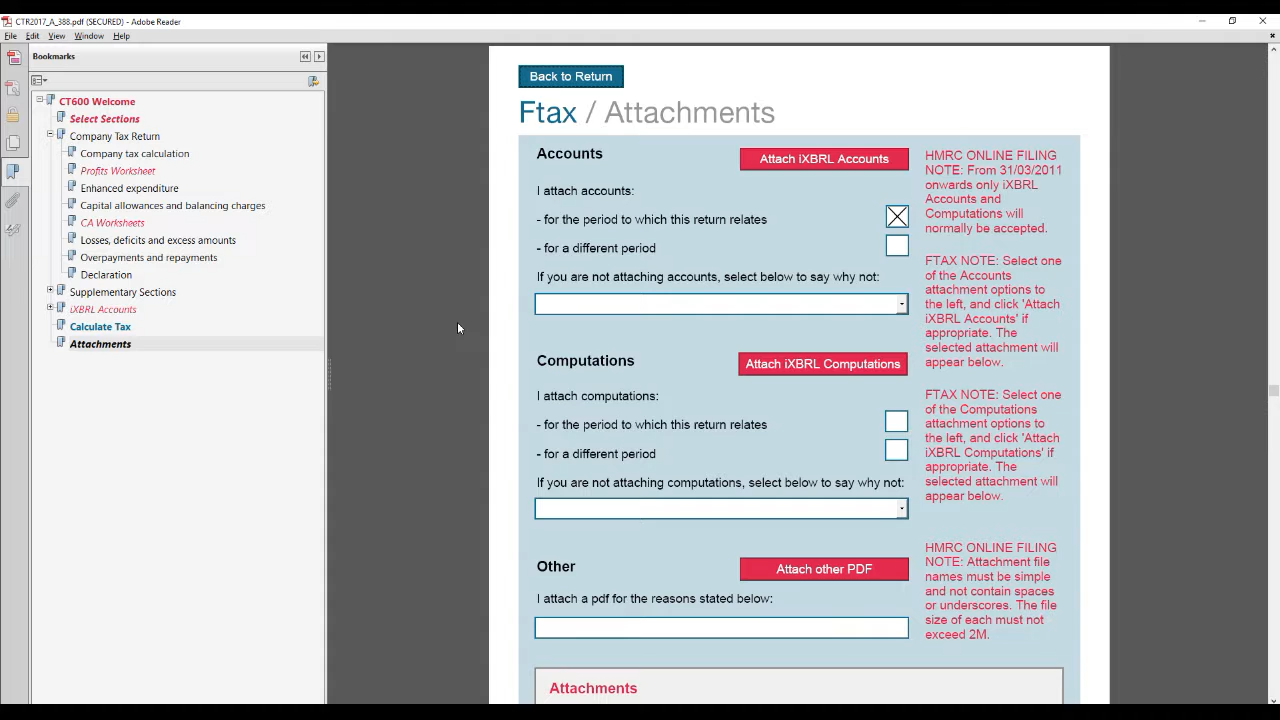 CTR2017_A_388.pdf (SECURED) - Adobe Reader
File Edit View Window Help
Bookmarks
CT600 Welcome
Select Sections
Company Tax Return
Company tax calculation
Profits Worksheet
Enhanced expenditure
Capital allowances and balancing charges
CA Worksheets
Losses, deficits and excess amounts
Overpayments and repayments
Declaration
Supplementary Sections
iXBRL Accounts
Calculate Tax
Attachments
Back to Return
Ftax / Attachments
Accounts
Attach iXBRL Accounts
I attach accounts:
- for the period to which this return relates
- for a different period
If you are not attaching accounts, select below to say why not:
Computations
Attach iXBRL Computations
I attach computations:
- for the period to which this return relates
- for a different period
If you are not attaching computations, select below to say why not:
Other
Attach other PDF
I attach a pdf for the reasons stated below:
Attachments
HMRC ONLINE FILING
NOTE: From 31/03/2011
onwards only iXBRL
Accounts and
Computations will
normally be accepted.
FTAX NOTE: Select one
of the Accounts
attachment options to
the left, and click 'Attach
iXBRL Accounts' if
appropriate. The
selected attachment will
appear below.
FTAX NOTE: Select one
of the Computations
attachment options to
the left, and click 'Attach
iXBRL Computations' if
appropriate. The
selected attachment will
appear below.
HMRC ONLINE FILING
NOTE: Attachment file
names must be simple
and not contain spaces
or underscores. The file
size of each must not
exceed 2M.